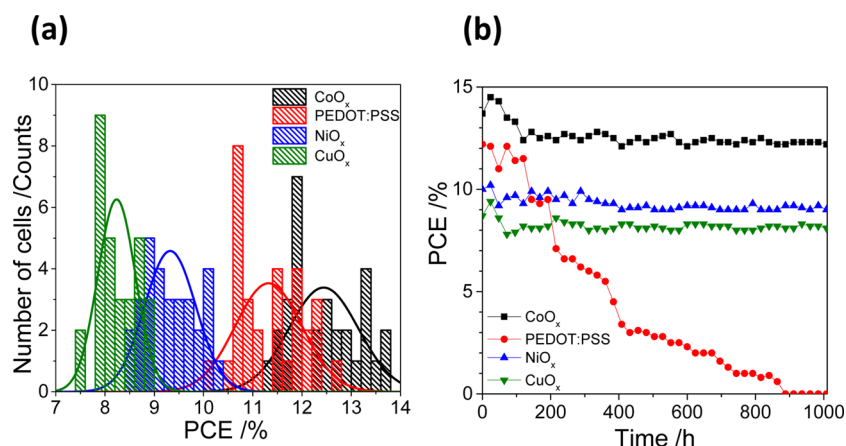 (a)
(b)
10
8
6
4
2
0
Number of cells /Counts
CoOₓ
PEDOT:PSS
NiOₓ
CuOₓ
7 8 9 10 11 12 13 14
PCE /%
15
10
5
0
PCE /%
CoOₓ
PEDOT:PSS
NiOₓ
CuOₓ
0 200 400 600 800 1000
Time /h